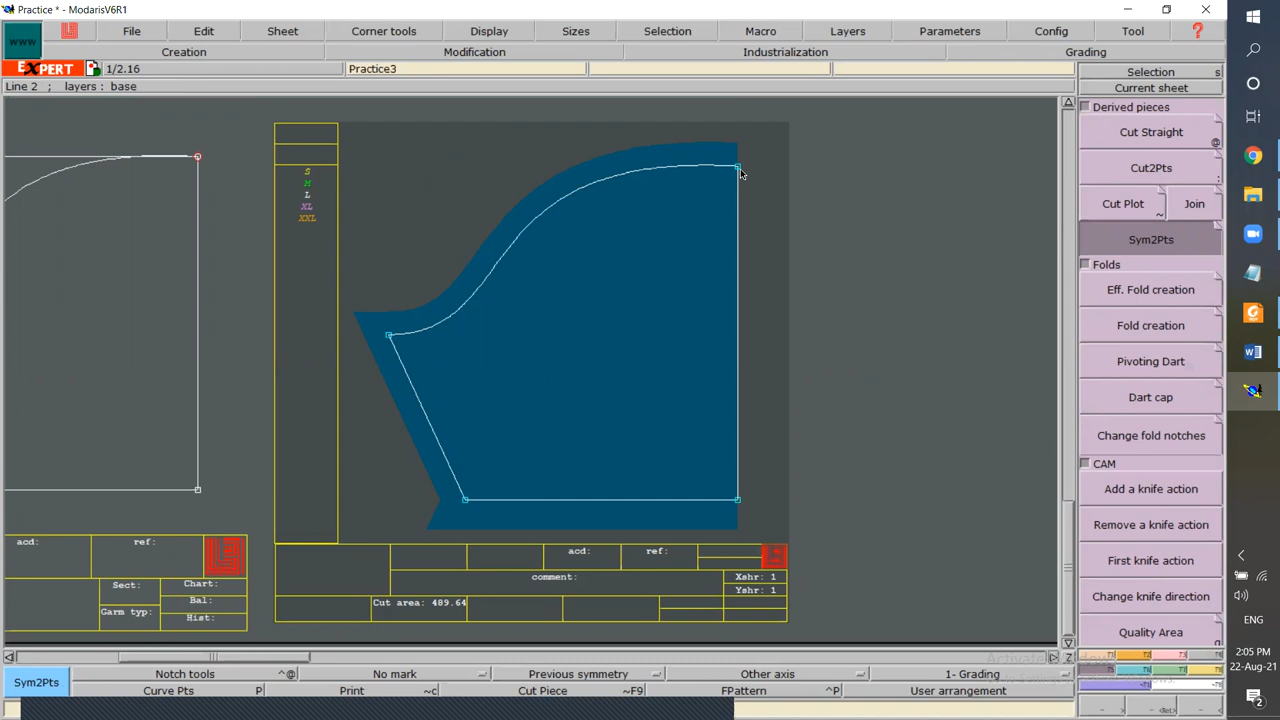 Practice * - ModarisV6R1
www
File Edit Sheet Corner tools Display Sizes Selection Macro Layers Parameters Config Tool ?
Creation Modification Industrialization Grading
ExPERT 1/2.16 Practice3
Line 2 ; layers : base
Selection s
Current sheet
Derived pieces
Cut Straight @
Cut2Pts :
Cut Plot ~ Join
Sym2Pts
Folds
Eff. Fold creation
Fold creation
Pivoting Dart
Dart cap
Change fold notches
CAM
Add a knife action
Remove a knife action
First knife action
Change knife direction
Quality Area q
S
M
L
XL
XXL
acd: ref:
Sect: Chart:
Bal:
Garm typ: Hist:
acd: ref:
comment: Xshr: 1
Yshr: 1
Cut area: 489.64
Z
Sym2Pts
Notch tools ^@ No mark Previous symmetry Other axis 1- Grading
Curve Pts P Print ~( Cut Piece ~F9 FPattern ^P User arrangement
ENG
2:05 PM
22-Aug-21
2